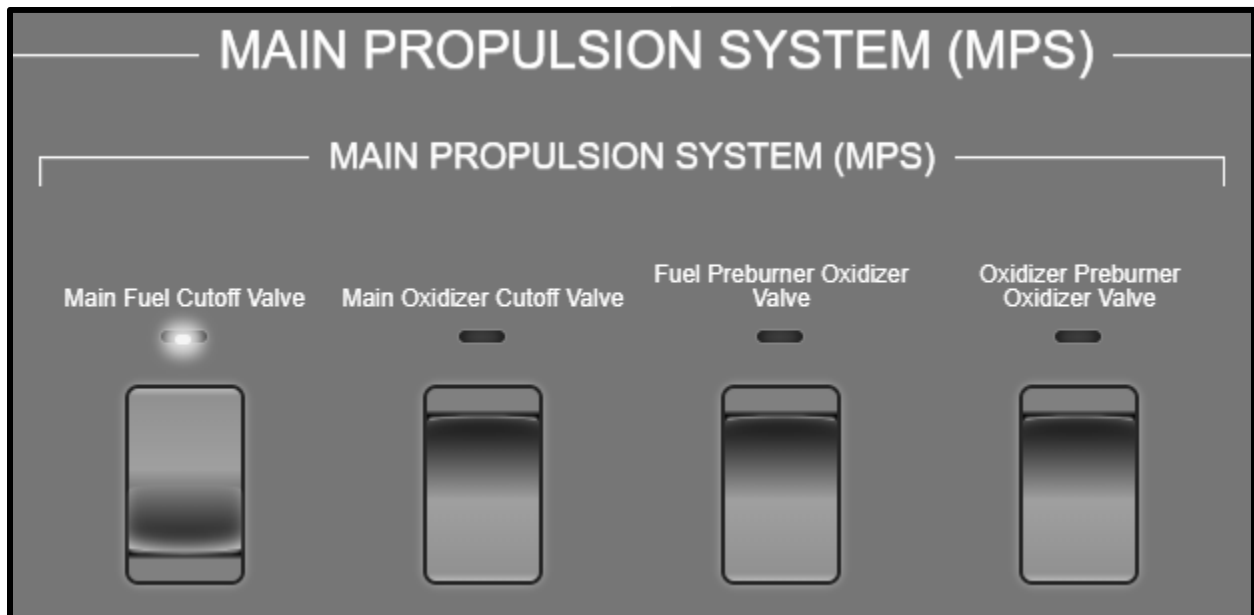 MAIN PROPULSION SYSTEM (MPS)
MAIN PROPULSION SYSTEM (MPS)
Main Fuel Cutoff Valve
Main Oxidizer Cutoff Valve
Fuel Preburner Oxidizer
Valve
Oxidizer Preburner
Oxidizer Valve